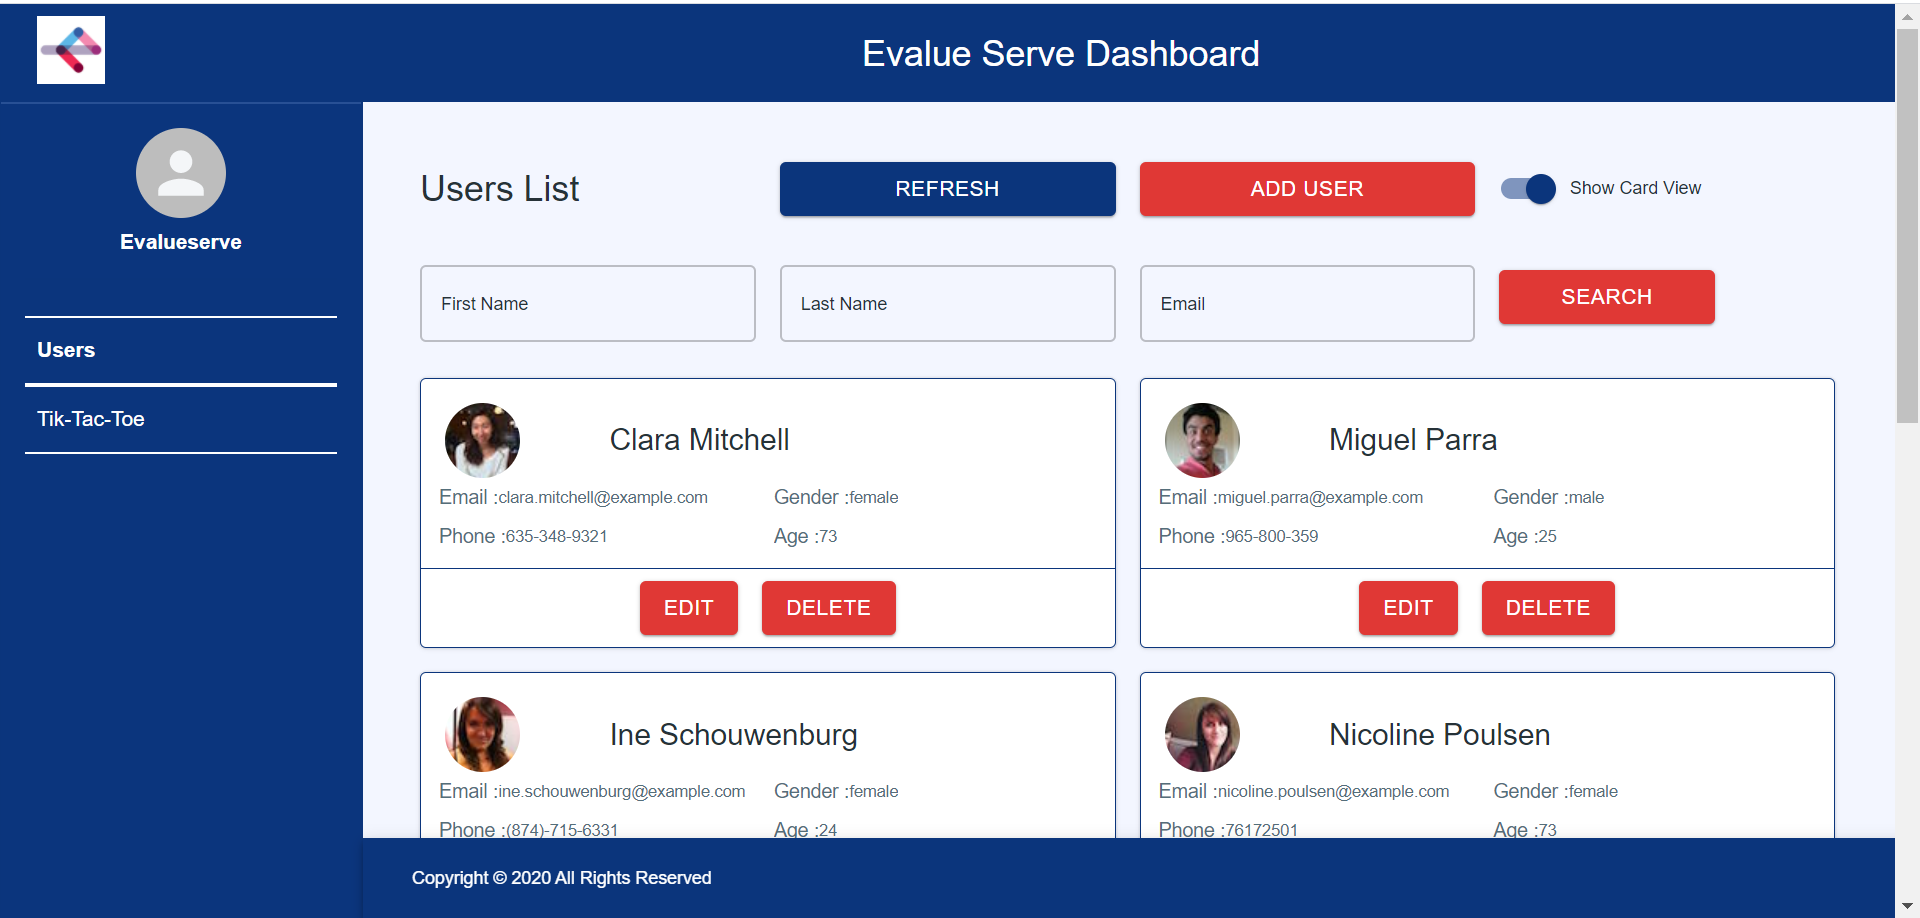 Evalue Serve Dashboard
Evalueserve
Users
Tik-Tac-Toe
Users List
REFRESH
ADD USER
Show Card View
First Name
Last Name
Email
SEARCH
Clara Mitchell
Email :clara.mitchell@example.com
Gender :female
Phone :635-348-9321
Age :73
EDIT
DELETE
Miguel Parra
Email :miguel.parra@example.com
Gender :male
Phone :965-800-359
Age :25
EDIT
DELETE
Ine Schouwenburg
Email :ine.schouwenburg@example.com
Gender :female
Phone :(874)-715-6331
Age :24
Nicoline Poulsen
Email :nicoline.poulsen@example.com
Gender :female
Phone :76172501
Age :73
Copyright © 2020 All Rights Reserved